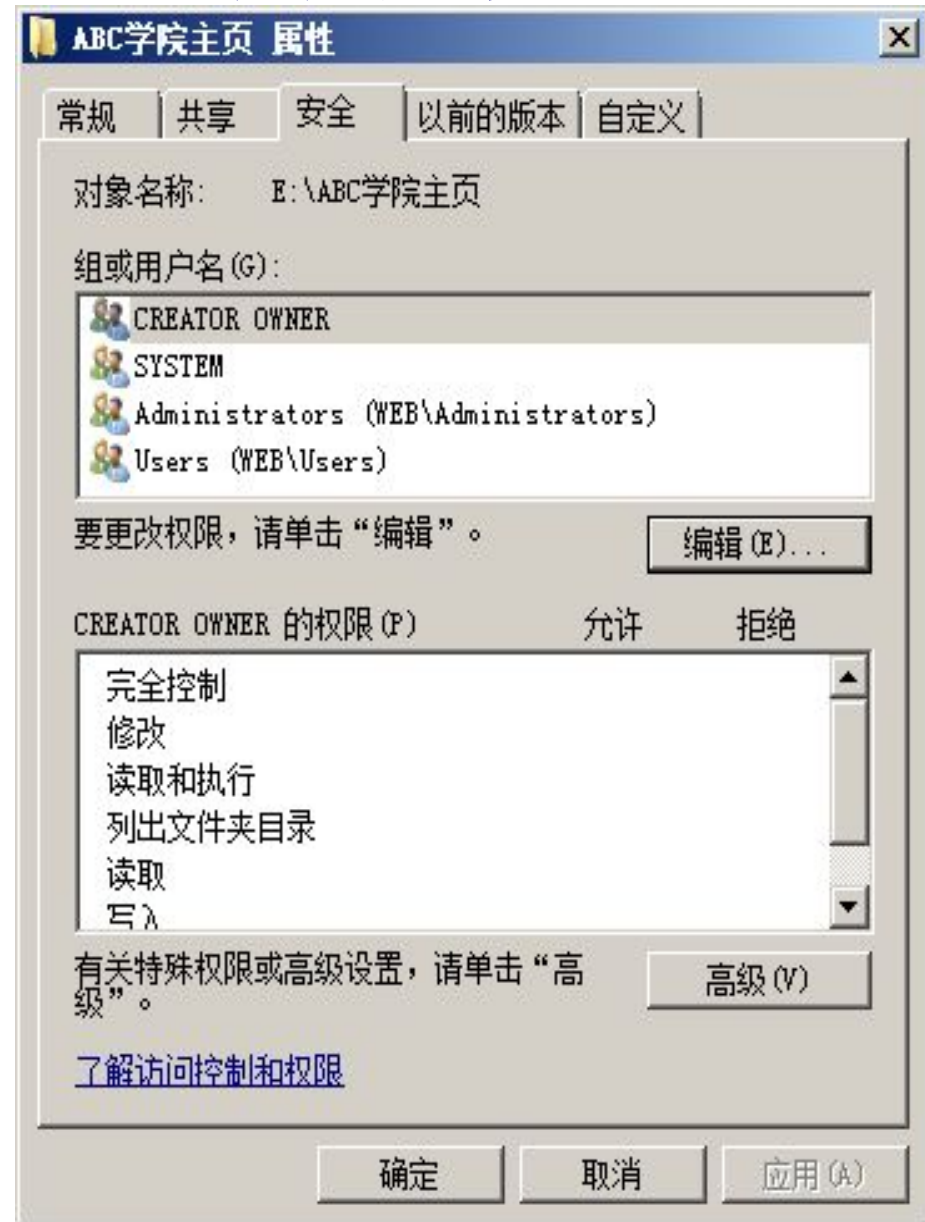 ABC学院主页 属性
常规 共享 安全 以前的版本 自定义
对象名称: E:\ABC学院主页
组或用户名(G):
CREATOR OWNER
SYSTEM
Administrators (WEB\Administrators)
Users (WEB\Users)
要更改权限，请单击“编辑”。 编辑(E)...
CREATOR OWNER 的权限(P) 允许 拒绝
完全控制
修改
读取和执行
列出文件夹目录
读取
写入
有关特殊权限或高级设置，请单击“高
级”。 高级(V)
了解访问控制和权限
确定 取消 应用(A)